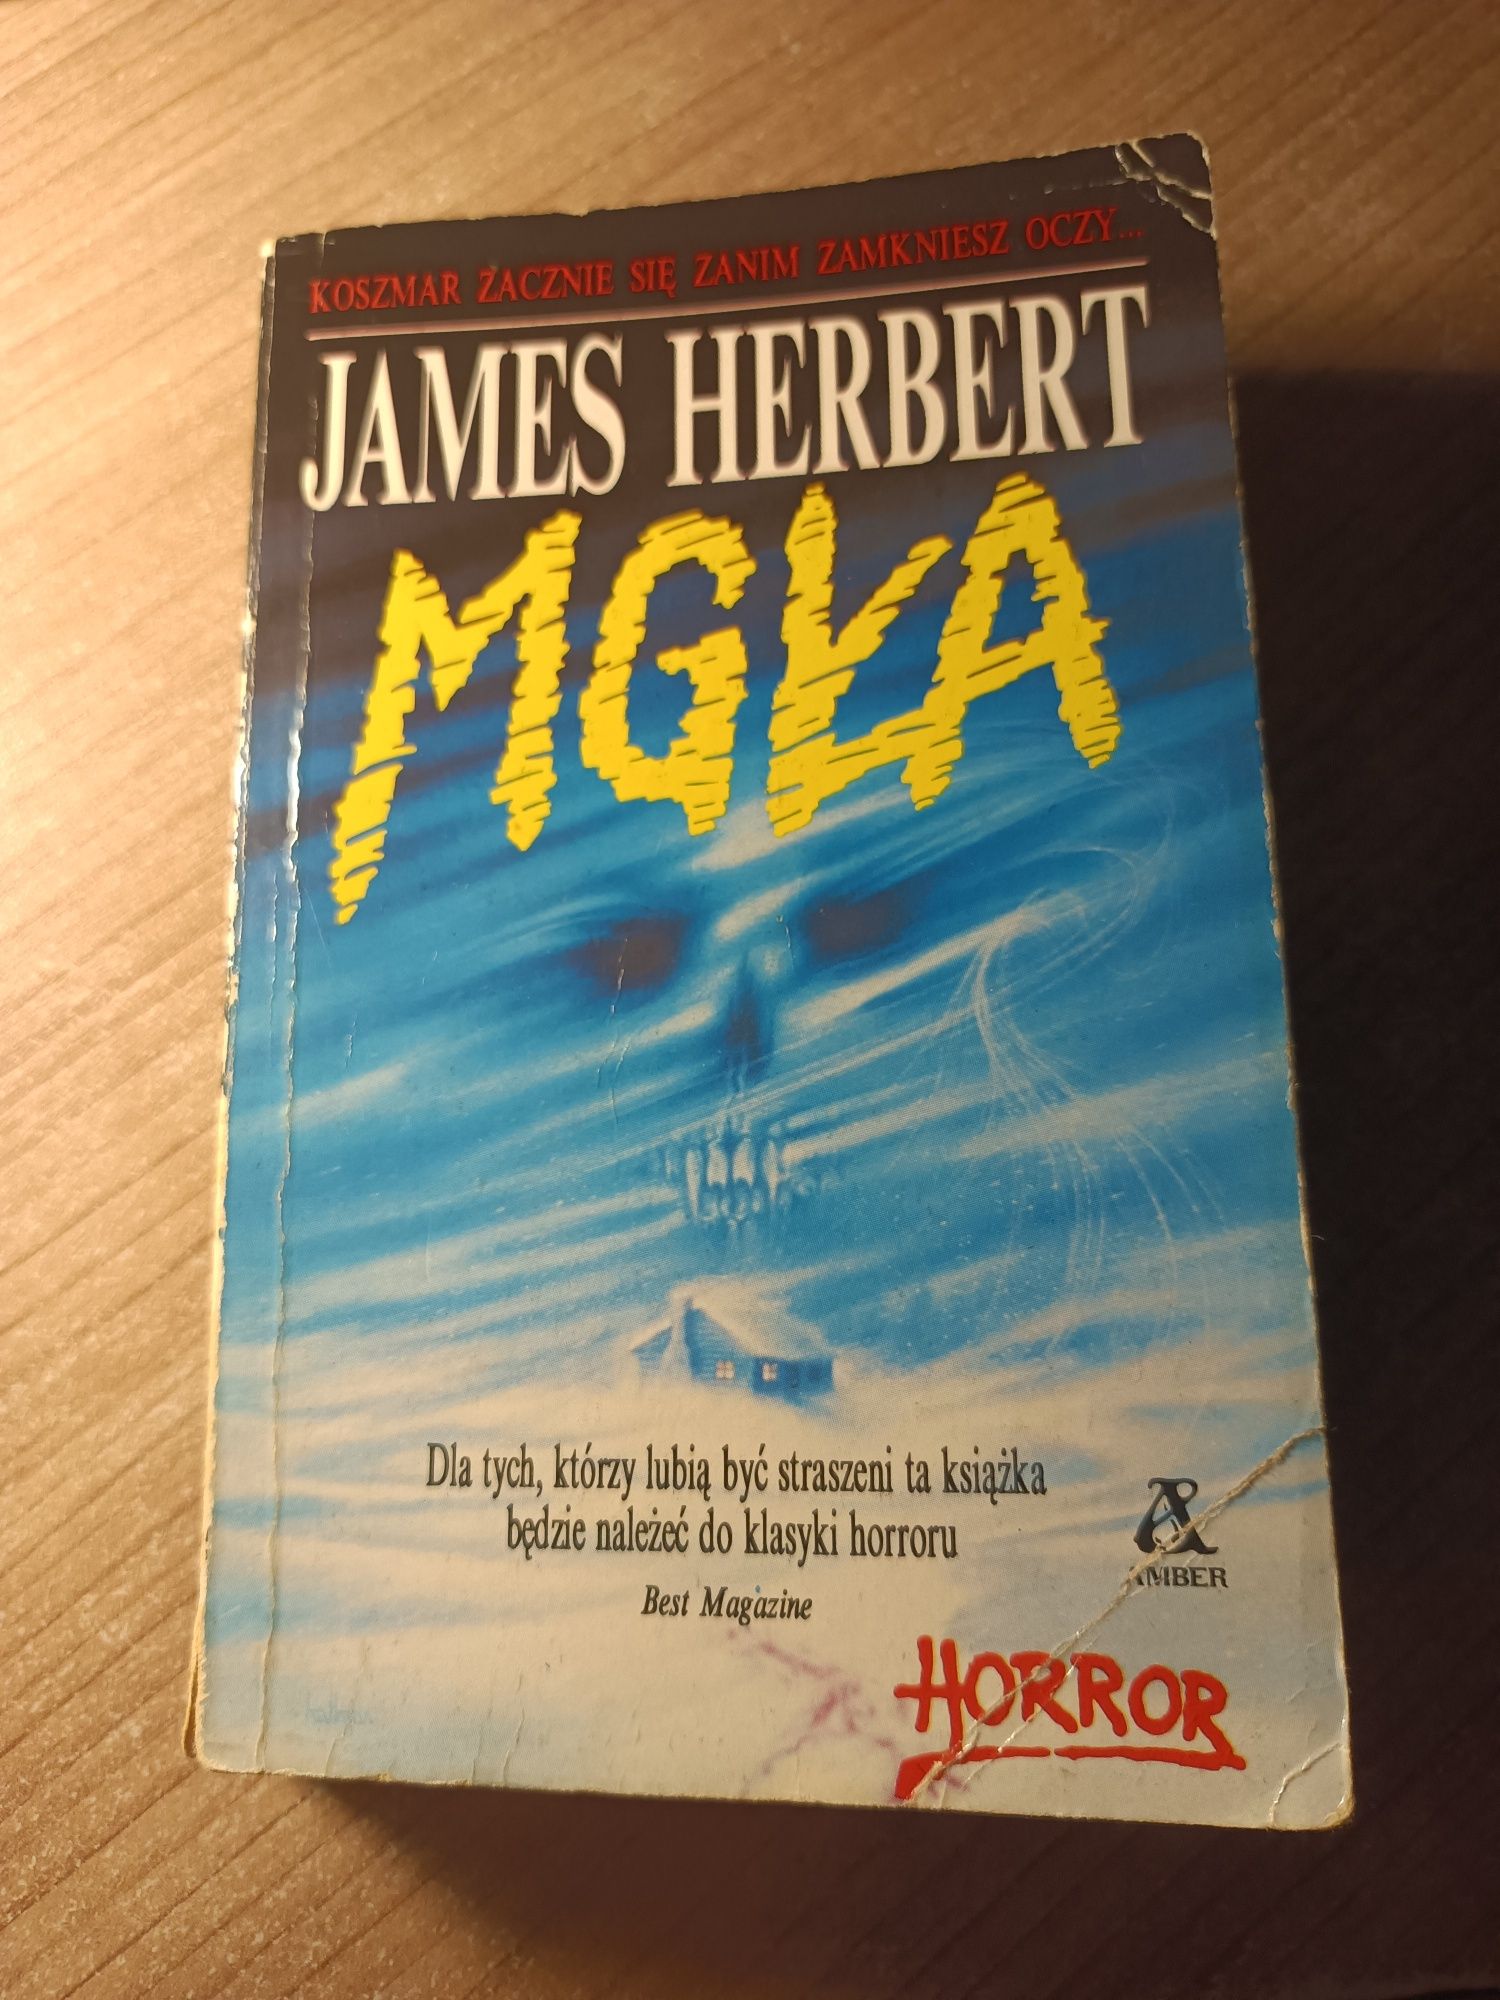 KOSZMAR ZACZNIE SIĘ ZANIM ZAMKNIESZ OCZY...
JAMES HERBERT
MGŁA
Dla tych, którzy lubią być straszeni ta książka
będzie należeć do klasyki horroru
Best Magazine
A
AMBER
HORROR